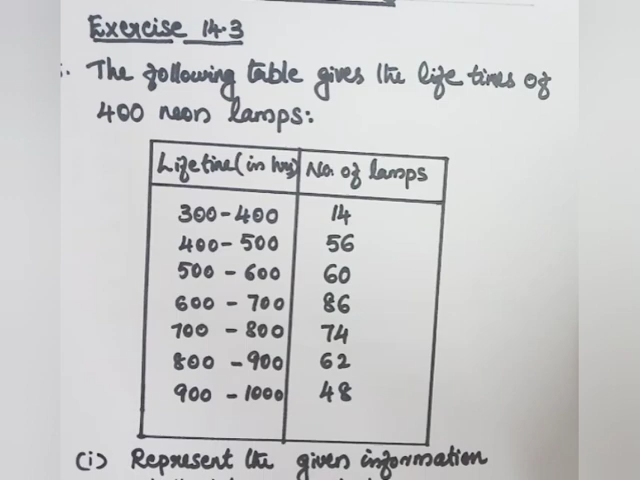 Exercise 14.3
The following table gives the life times of
400 neon lamps:
Life time (in hrs) No. of lamps
300-400 14
400-500 56
500-600 60
600-700 86
700-800 74
800-900 62
900-1000 48
(i) Represent the given information